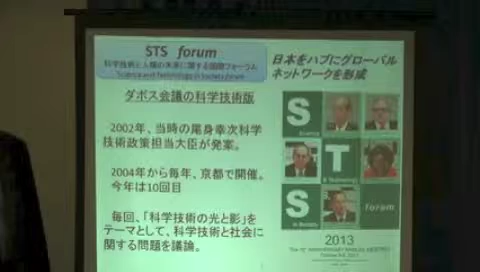 STS forum
科学技術と人類の未来に関する国際フォーラム
Science and Technology in Society forum
日本をハブにグローバル
ネットワークを形成
ダボス会議の科学技術版
2002年、当時の尾身幸次科学
技術政策担当大臣が発案。
2004年から毎年、京都で開催。
今年は10回目
毎回、「科学技術の光と影」を
テーマとして、科学技術と社会に
関する問題を議論。
S
Science
T
& Technology
S
in Society
forum
2013